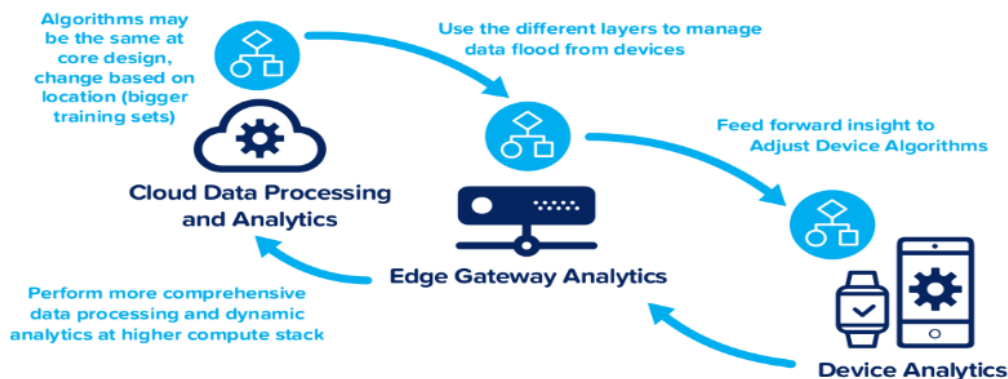 Algorithms may
be the same at
core design,
change based on
location (bigger
training sets)
Use the different layers to manage
data flood from devices
Feed forward insight to
Adjust Device Algorithms
Cloud Data Processing
and Analytics
Edge Gateway Analytics
Perform more comprehensive
data processing and dynamic
analytics at higher compute stack
Device Analytics